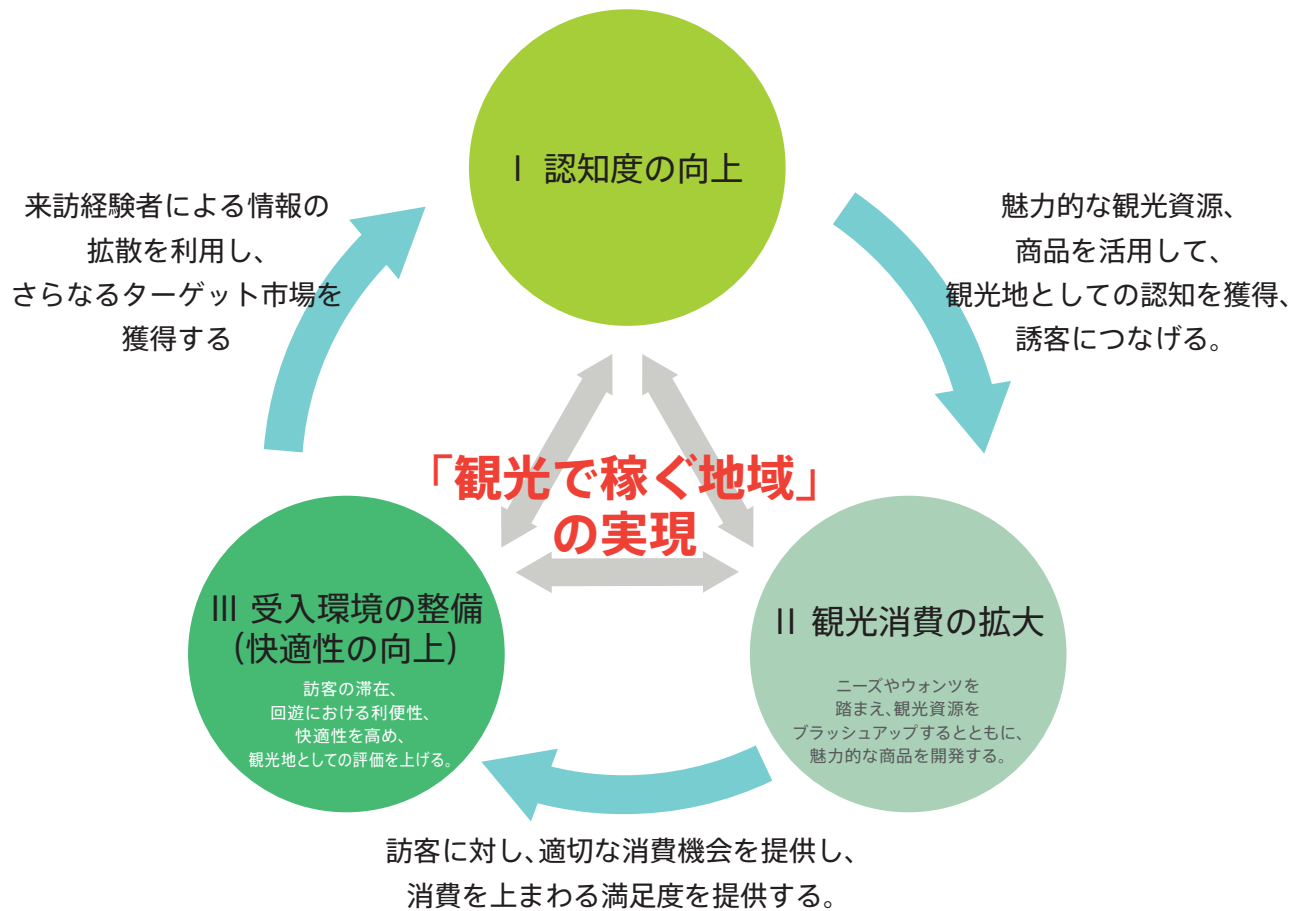 Ⅰ 認知度の向上
魅力的な観光資源、
商品を活用して、
観光地としての認知を獲得、
誘客につなげる。
来訪経験者による情報の
拡散を利用し、
さらなるターゲット市場を
獲得する
「観光で稼ぐ地域」
の実現
Ⅱ 観光消費の拡大
ニーズやウォンツを
踏まえ、観光資源を
ブラッシュアップするとともに、
魅力的な商品を開発する。
Ⅲ 受入環境の整備
(快適性の向上)
訪客の滞在、
回遊における利便性、
快適性を高め、
観光地としての評価を上げる。
訪客に対し、適切な消費機会を提供し、
消費を上まわる満足度を提供する。